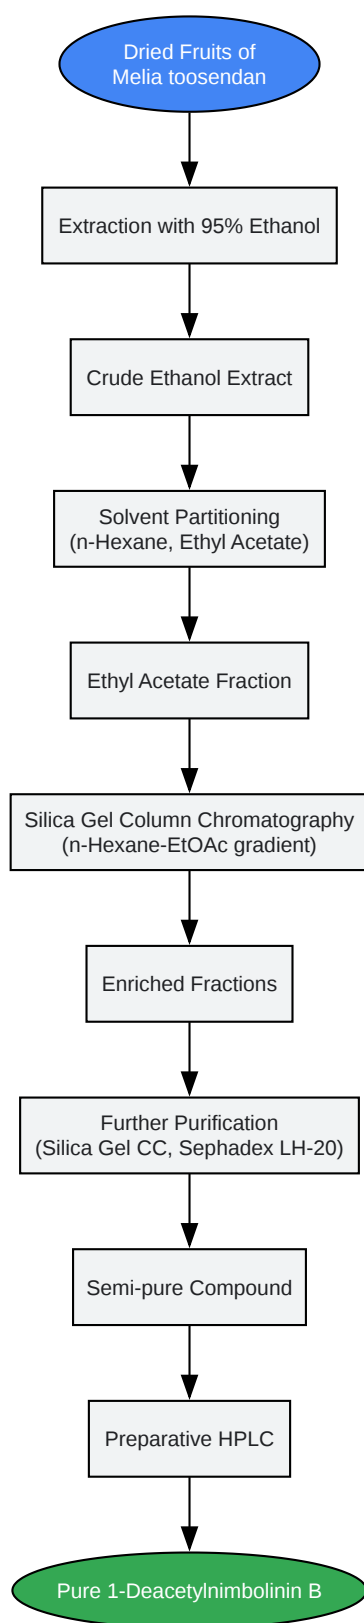 Dried Fruits of
Melia toosendan
Extraction with 95% Ethanol
Crude Ethanol Extract
Solvent Partitioning
(n-Hexane, Ethyl Acetate)
Ethyl Acetate Fraction
Silica Gel Column Chromatography
(n-Hexane-EtOAc gradient)
Enriched Fractions
Further Purification
(Silica Gel CC, Sephadex LH-20)
Semi-pure Compound
Preparative HPLC
Pure 1-Deacetylnimbolinin B